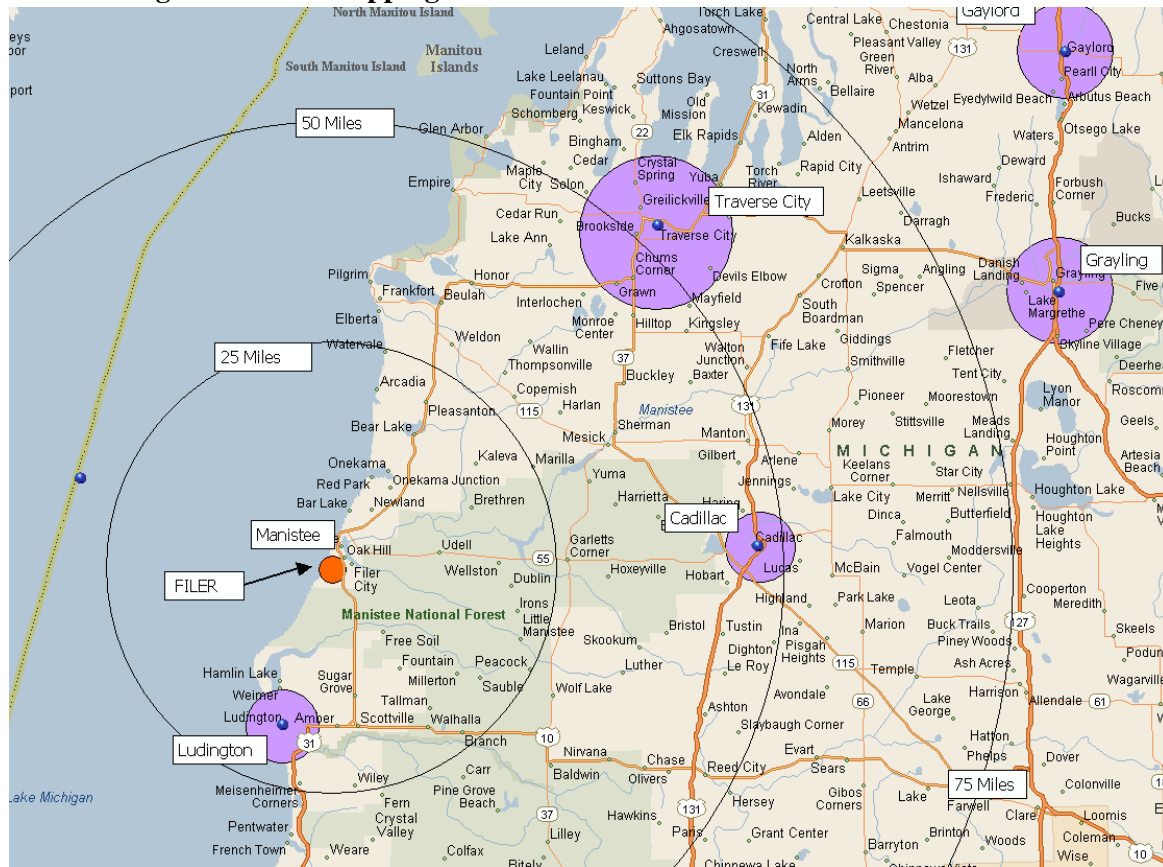 North Manitou Island
Torch Lake
Ahgosatown
Central Lake
Chestonia
Gaylord
Pleasant Valley
131
Green
River
Gaylord
Manitou
Islands
South Manitou Island
Leland
Creswell
North
Arms
Bellaire
Alba
Pearll City
Lake Leelanau
Suttons Bay
31
Kewadin
Wetzel
Eyedylwild Beach
Arbutus Beach
Fountain Point
Keswick
Schomberg
Old
Mission
Mancelona
50 Miles
Glen Arbor
22
Elk Rapids
Alden
Antrim
Waters
Otsego Lake
Bingham
Cedar
Crystal
Spring
Yuba
Torch
River
Rapid City
Deward
Maple
City
Solon
Empire
Greilickville
Traverse City
Leetsville
Ishaward
Frederic
Forbush
Corner
Cedar Run
Brookside
Traverse City
Darragh
Bucks
Lake Ann
Kalkaska
Chums
Corner
Devils Elbow
Sigma
Angling
Danish
Landing
Grayling
Grayling
Pilgrim
Honor
Frankfort
Beulah
Interlochen
Grawn
Mayfield
Crofton
Spencer
Lake
Margrethe
Five
Elberta
Monroe
Center
Hilltop
Kingsley
South
Boardman
Pere Cheney
Watervale
Weldon
Wallin
37
Walton
Junction
Fife Lake
Giddings
Skyline Village
25 Miles
Thompsonville
Buckley
Baxter
Smithville
Fletcher
Deerhe
Arcadia
Copemish
Tent City
Roscomm
Pleasanton
115
Harlan
Manistee
131
Pioneer
Moorestown
Lyon
Manor
Bear Lake
Sherman
Stittsville
Geels
Mesick
Manton
Morey
Meads
Landing
Houghton
Point
Artesia
Beach
Onekama
Kaleva
Marilla
Gilbert
Arlene
MICHIGAN
Red Park
Onekama Junction
Yuma
Jennings
Keelans
Corner
Star City
Bar Lake
Newland
Brethren
Harrietta
Haring
Lake City
Merritt
Nellsville
Houghton Lake
Manistee
Cadillac
Dinca
Butterfield
Houghton
Lake
Heights
Oak Hill
Udell
Garletts
Corner
Cadillac
Falmouth
Moddersville
55
FILER
Filer
City
Wellston
Dublin
Hoxeyville
Hobart
Lucas
McBain
Vogel Center
Manistee National Forest
Irons
Little
Manistee
Highland
Park Lake
Leota
Cooperton
Meredith
Free Soil
Skookum
Bristol
Tustin
Ina
Marion
Buck Trails
127
Skeels
Hamlin Lake
Fountain
Peacock
Luther
Dighton
Pisgah
Heights
Piney Woods
Millerton
Le Roy
115
Temple
Ash Acres
Podun
Weimer
Sugar
Grove
Sauble
Wolf Lake
Avondale
Harrison
Wagarville
Ludington
Amber
Tallman
Ashton
66
Lake
George
Allendale
61
Scottville
Walhalla
Slaybaugh Corner
Ludington
31
Branch
10
Hatton
Nirvana
Evart
Phelps
Dover
Meisenheimer
Corners
Wiley
Carr
Baldwin
Chase
Reed City
Sears
75 Miles
Colonville
Lake Michigan
Pine Grove
Beach
Olivers
Gibos
Corners
Lake
Farwell
Fern
Crystal
Valley
37
131
Hersey
Clare
Loomis
Pentwater
Hawkins
Grant Center
Brinton
Coleman
French Town
Weare
Colfax
Lilley
Paris
Barryton
Woods
Wise
10
Bitely
Chippewa Lake